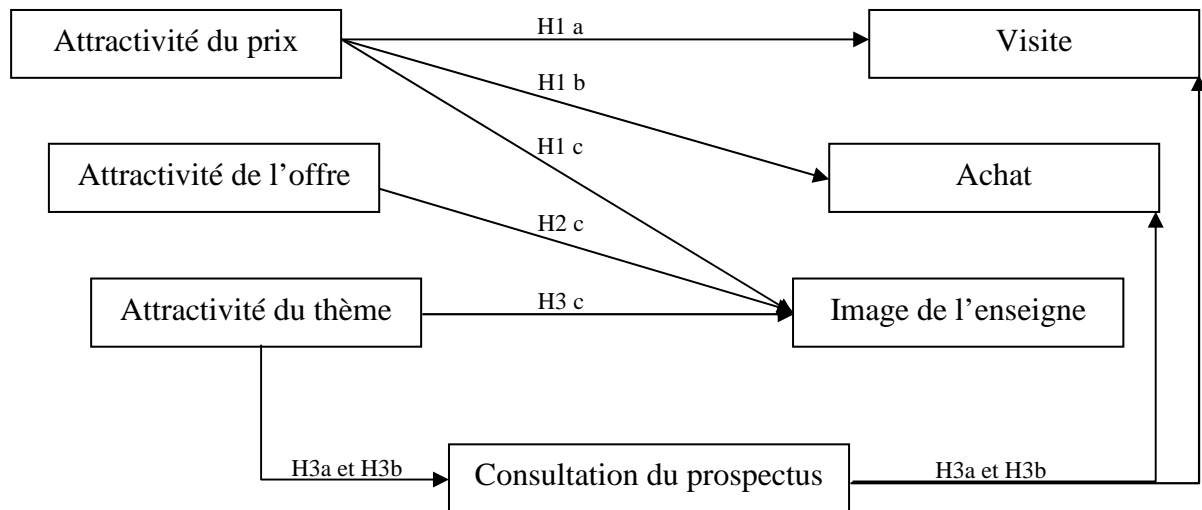 Attractivité du prix
H1 a
Visite
H1 b
H1 c
Attractivité de l’offre
Achat
H2 c
Attractivité du thème
H3 c
Image de l’enseigne
H3a et H3b
Consultation du prospectus
H3a et H3b